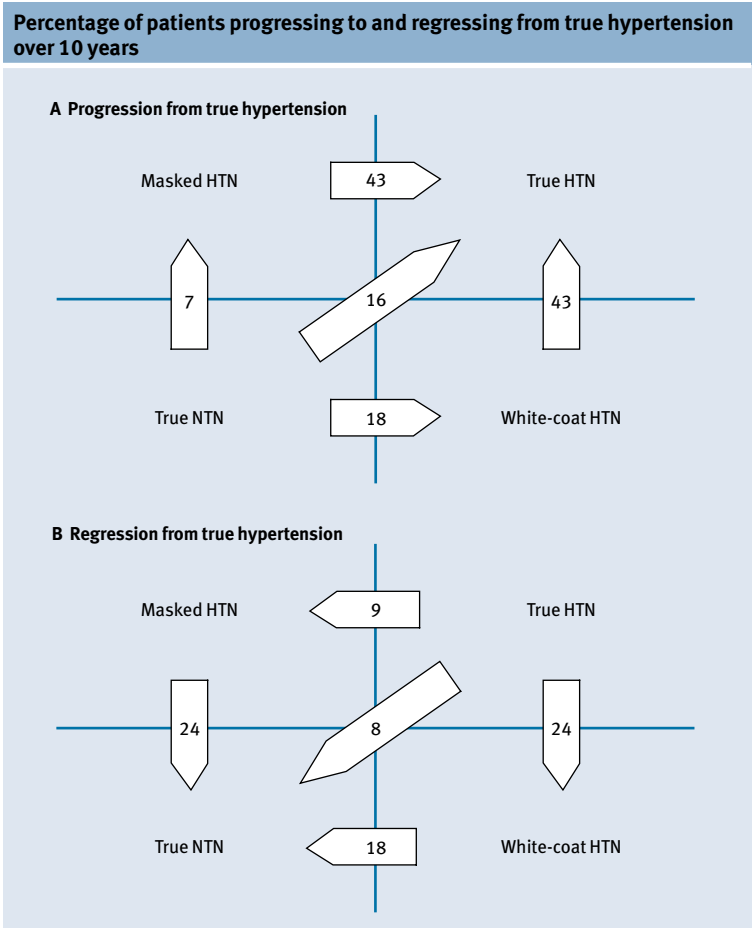 Percentage of patients progressing to and regressing from true hypertension
over 10 years
A Progression from true hypertension
Masked HTN
43
True HTN
7
16
43
True NTN
18
White-coat HTN
B Regression from true hypertension
Masked HTN
9
True HTN
24
8
24
True NTN
18
White-coat HTN